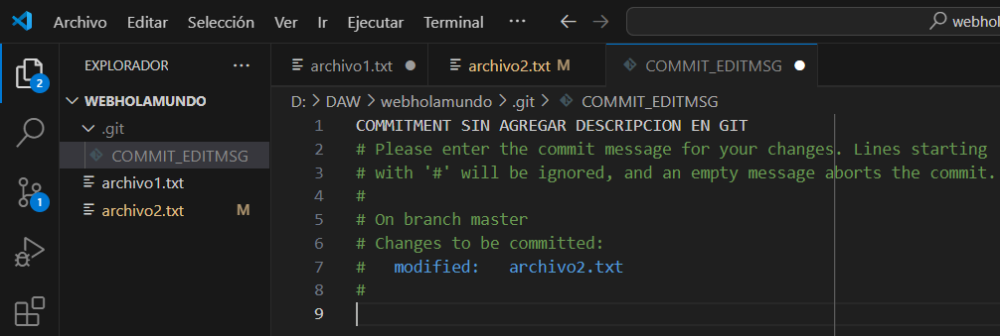 Archivo Editar Selección Ver Ir Ejecutar Terminal ··· webhol
EXPLORADOR ···
archivo1.txt archivo2.txt M COMMIT_EDITMSG
2
WEBHOLAMUNDO
D: > DAW > webholamundo > .git > COMMIT_EDITMSG
.git
COMMIT_EDITMSG
archivo1.txt
archivo2.txt M
1
1 COMMITMENT SIN AGREGAR DESCRIPCION EN GIT
2 # Please enter the commit message for your changes. Lines starting
3 # with '#' will be ignored, and an empty message aborts the commit.
4 #
5 # On branch master
6 # Changes to be committed:
7 # modified: archivo2.txt
8 #
9